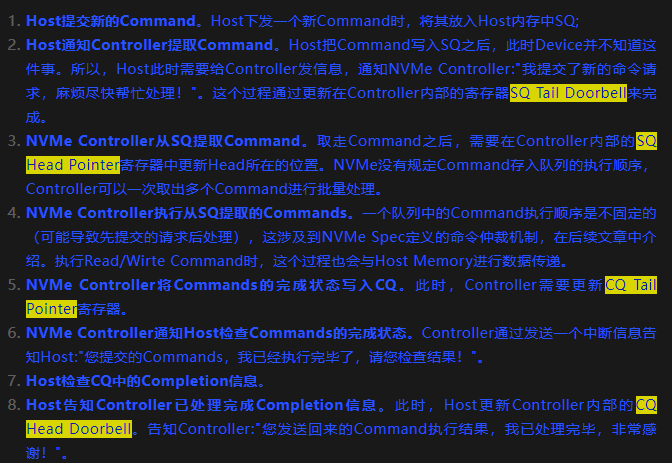 1. Host提交新的Command。Host下发一个新Command时，将其放入Host内存中SQ;
2. Host通知Controller提取Command。Host把Command写入SQ之后，此时Device并不知道这
件事。所以，Host此时需要给Controller发信息，通知NVMe Controller:"我提交了新的命令请
求，麻烦尽快帮忙处理！"。这个过程通过更新在Controller内部的寄存器SQ Tail Doorbell来完
成。
3. NVMe Controller从SQ提取Command。取走Command之后，需要在Controller内部的SQ
Head Pointer寄存器中更新Head所在的位置。NVMe没有规定Command存入队列的执行顺序，
Controller可以一次取出多个Command进行批量处理。
4. NVMe Controller执行从SQ提取的Commands。一个队列中的Command执行顺序是不固定的
（可能导致先提交的请求后处理），这涉及到NVMe Spec定义的命令仲裁机制，在后续文章中介
绍。执行Read/Wirte Command时，这个过程也会与Host Memory进行数据传递。
5. NVMe Controller将Commands的完成状态写入CQ。此时，Controller需要更新CQ Tail
Pointer寄存器。
6. NVMe Controller通知Host检查Commands的完成状态。Controller通过发送一个中断信息告
知Host:"您提交的Commands，我已经执行完毕了，请您检查结果！"。
7. Host检查CQ中的Completion信息。
8. Host告知Controller已处理完成Completion信息。此时，Host更新Controller内部的CQ
Head Doorbell。告知Controller:"您发送回来的Command执行结果，我已处理完毕，非常感
谢！"。